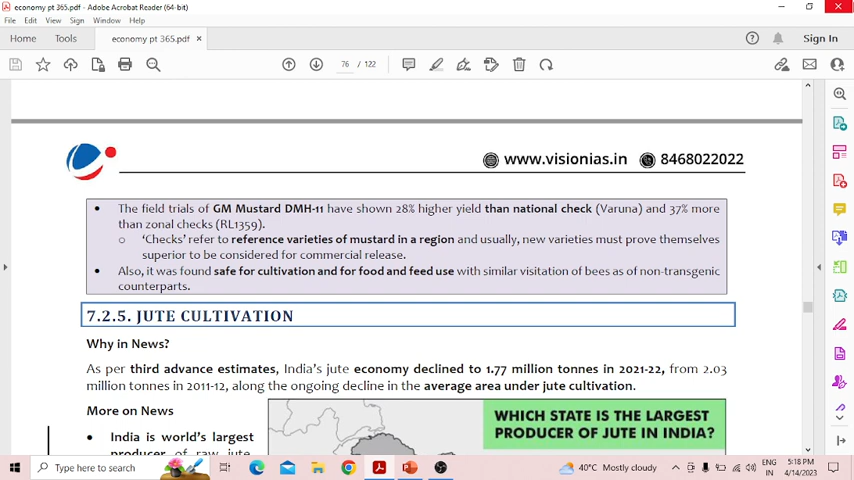 economy pt 365.pdf - Adobe Acrobat Reader (64-bit)
File Edit View Sign Window Help
Home Tools economy pt 365.pdf × Sign In
76 / 122
www.visionias.in 8468022022
• The field trials of GM Mustard DMH-11 have shown 28% higher yield than national check (Varuna) and 37% more
than zonal checks (RL1359).
o ‘Checks’ refer to reference varieties of mustard in a region and usually, new varieties must prove themselves
superior to be considered for commercial release.
• Also, it was found safe for cultivation and for food and feed use with similar visitation of bees as of non-transgenic
counterparts.
7.2.5. JUTE CULTIVATION
Why in News?
As per third advance estimates, India’s jute economy declined to 1.77 million tonnes in 2021-22, from 2.03
million tonnes in 2011-12, along the ongoing decline in the average area under jute cultivation.
More on News
• India is world’s largest
producer of raw jute
WHICH STATE IS THE LARGEST
PRODUCER OF JUTE IN INDIA?
Type here to search
40°C Mostly cloudy
ENG
IN
5:18 PM
4/14/2023